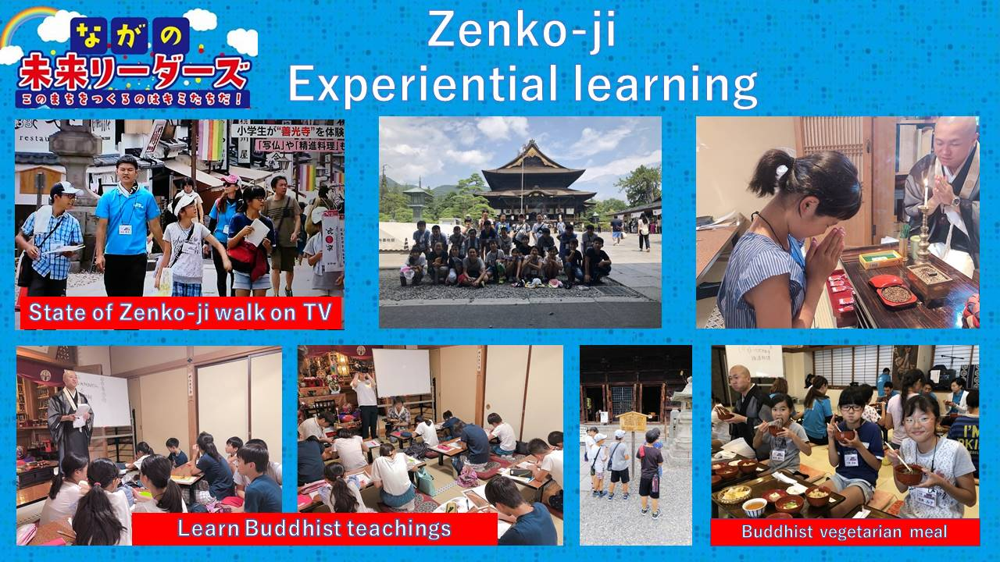 ながの
未来リーダーズ
このまちをつくるのはキミたちだ!
Zenko-ji
Experiential learning
小学生が“善光寺”を体験
「写仏」や「精進料理」も
State of Zenko-ji walk on TV
Learn Buddhist teachings
I'M
Buddhist vegetarian meal